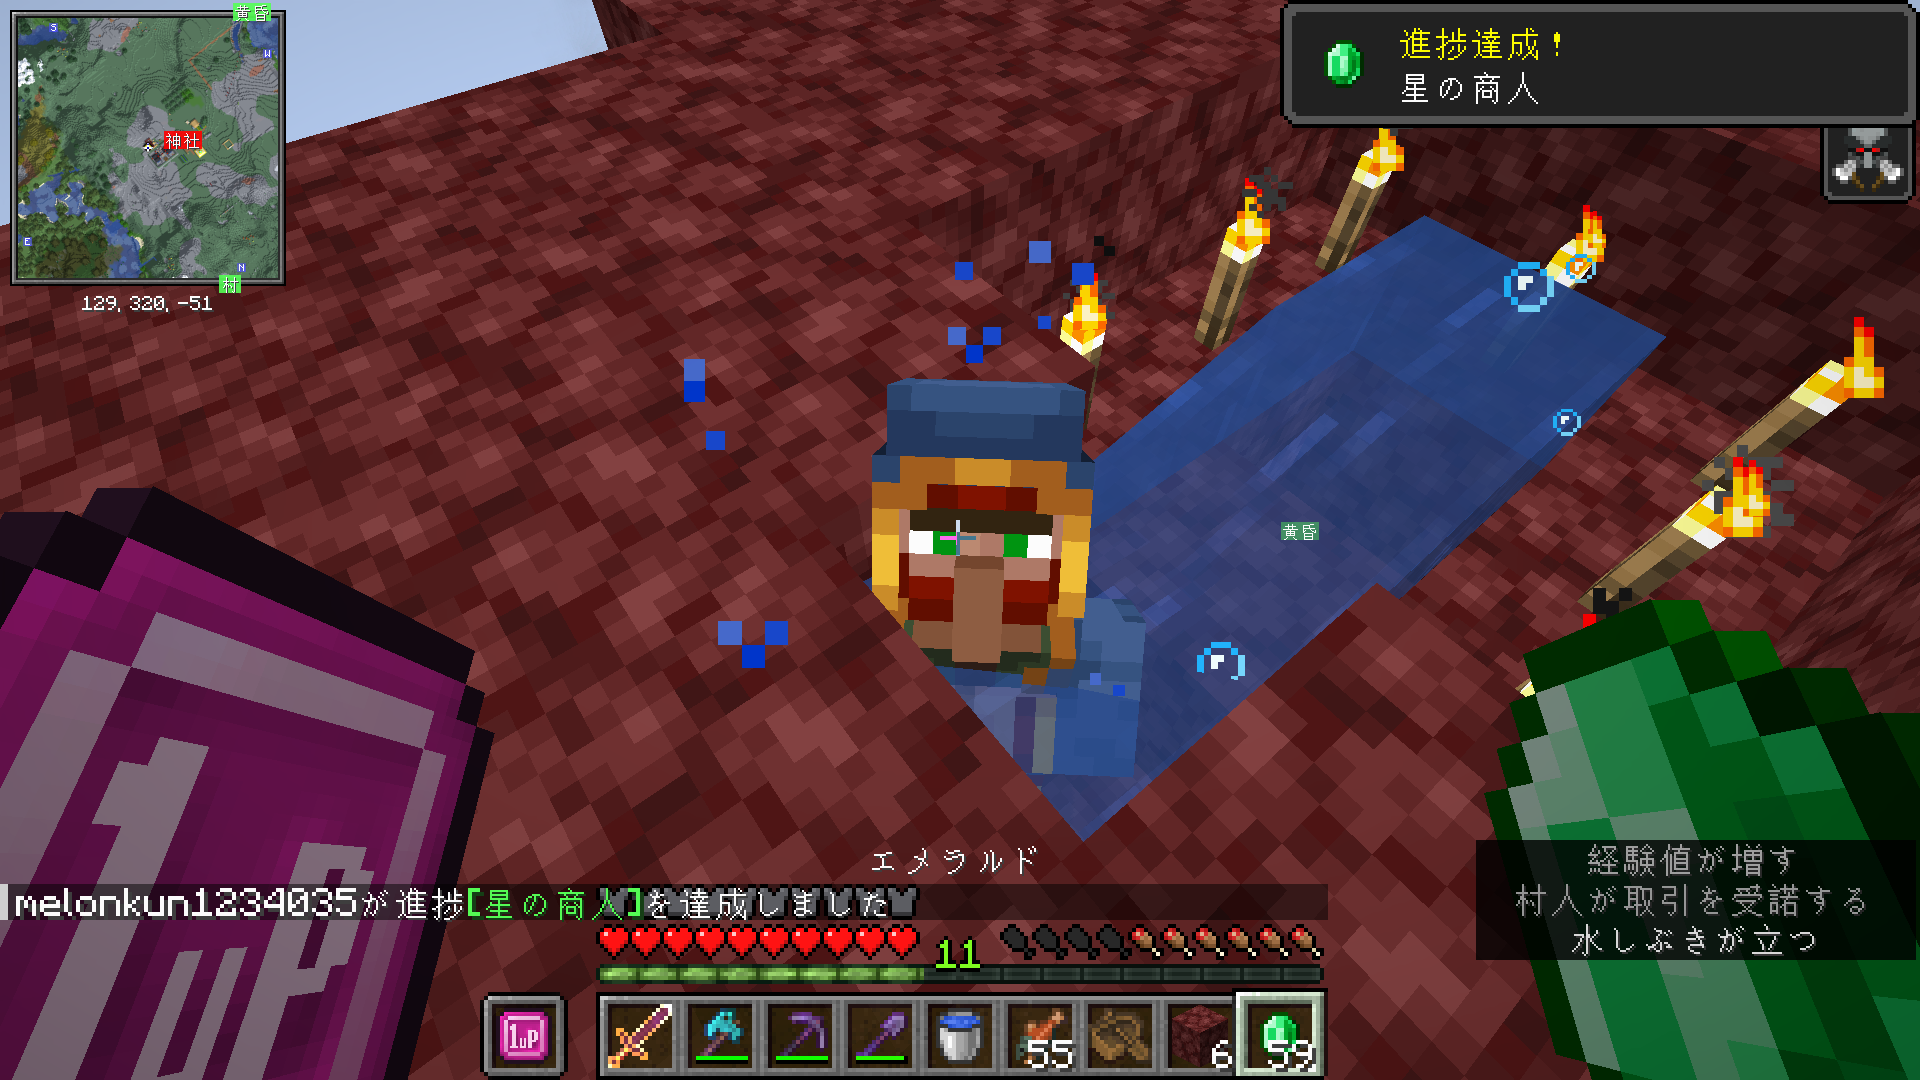 黄昏
S
W
神社
E
N
村
129, 320, -51
進捗達成！
星の商人
黄昏
エメラルド
melonkun1234035が進捗[星の商人]を達成しました
経験値が増す
村人が取引を受諾する
水しぶきが立つ
11
1uP
1uP
55
6
59